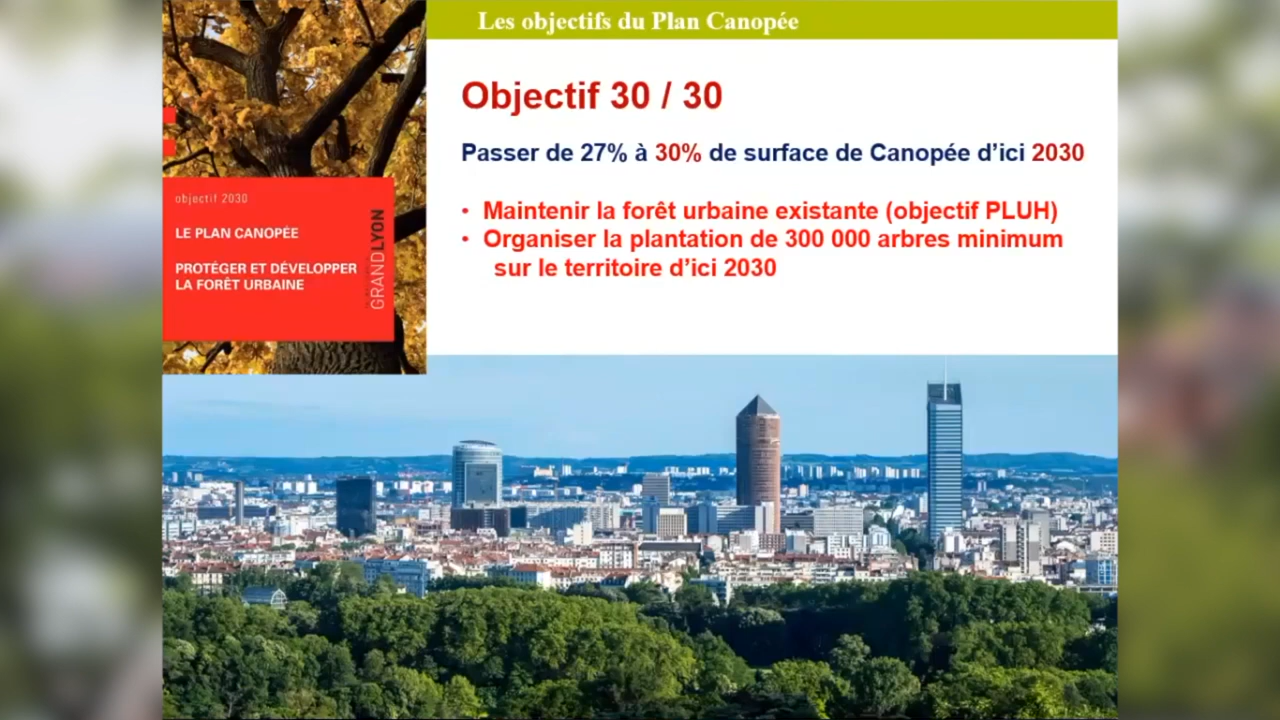 Les objectifs du Plan Canopée
Objectif 30 / 30
Passer de 27% à 30% de surface de Canopée d’ici 2030
• Maintenir la forêt urbaine existante (objectif PLUH)
• Organiser la plantation de 300 000 arbres minimum
sur le territoire d’ici 2030
objectif 2030
LE PLAN CANOPÉE
PROTÉGER ET DÉVELOPPER
LA FORÊT URBAINE
GRANDLYON